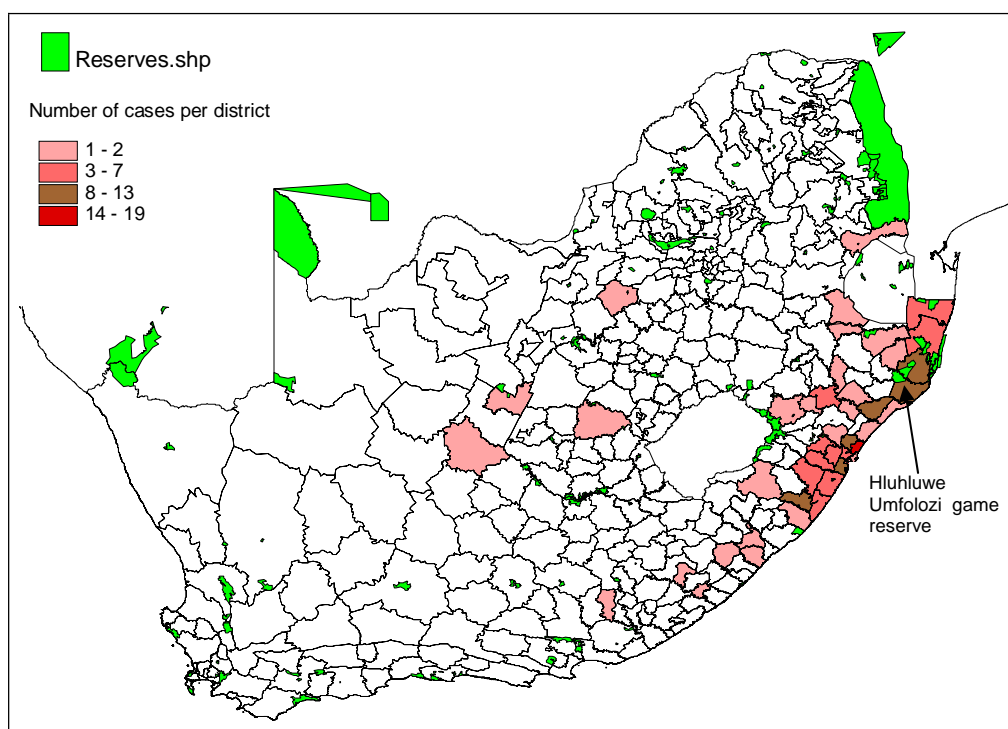 Reserves.shp
Number of cases per district
1 - 2
3 - 7
8 - 13
14 - 19
Hluhluwe
Umfolozi game
reserve